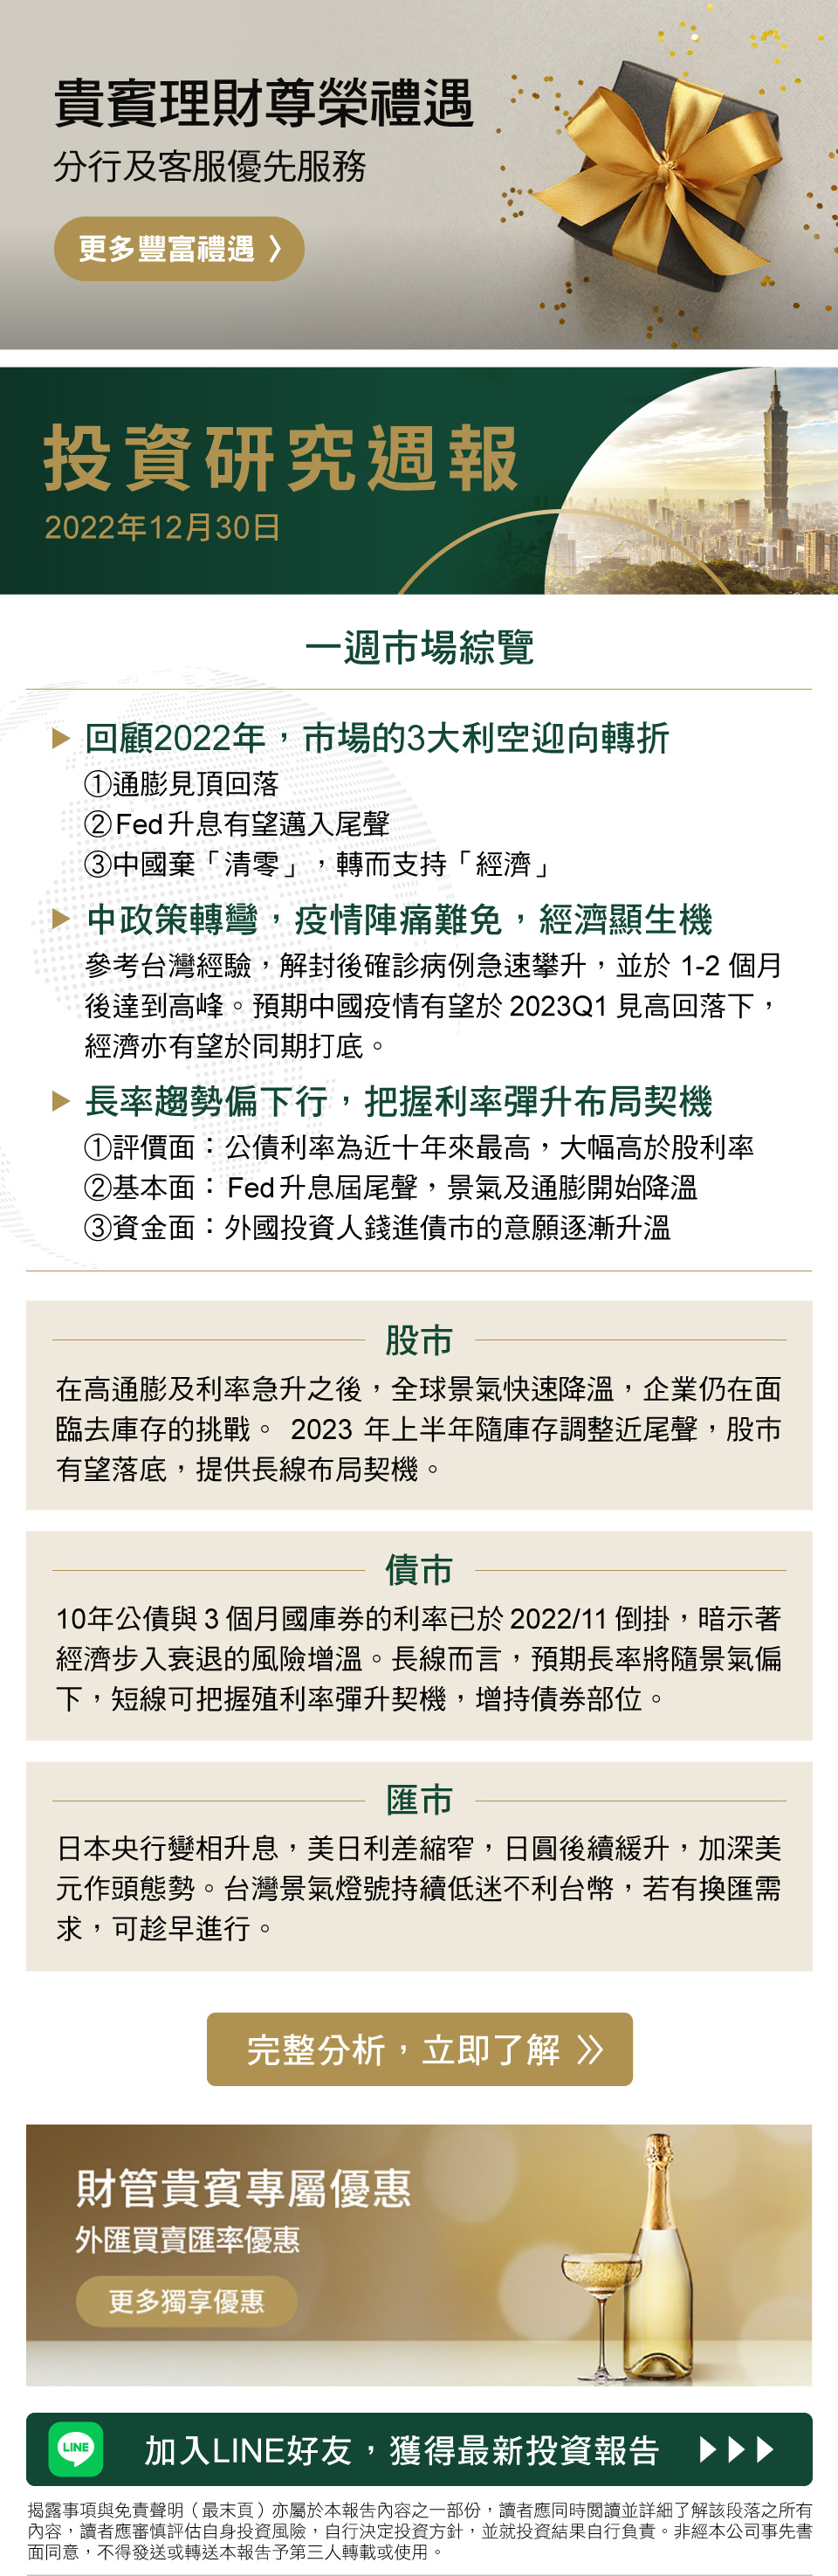 貴賓理財尊榮禮遇
分行及客服優先服務
更多豐富禮遇 〉
投資研究週報
2022年12月30日
一週市場綜覽
回顧2022年，市場的3大利空迎向轉折
①通膨見頂回落
②Fed升息有望邁入尾聲
③中國棄「清零」，轉而支持「經濟」
中政策轉彎，疫情陣痛難免，經濟顯生機
參考台灣經驗，解封後確診病例急速攀升，並於 1-2 個月
後達到高峰。預期中國疫情有望於 2023Q1 見高回落下，
經濟亦有望於同期打底。
長率趨勢偏下行，把握利率彈升布局契機
①評價面：公債利率為近十年來最高，大幅高於股利率
②基本面：Fed升息屆尾聲，景氣及通膨開始降溫
③資金面：外國投資人錢進債市的意願逐漸升溫
股市
在高通膨及利率急升之後，全球景氣快速降溫，企業仍在面
臨去庫存的挑戰。 2023 年上半年隨庫存調整近尾聲，股市
有望落底，提供長線布局契機。
債市
10年公債與 3 個月國庫券的利率已於 2022/11 倒掛，暗示著
經濟步入衰退的風險增溫。長線而言，預期長率將隨景氣偏
下，短線可把握殖利率彈升契機，增持債券部位。
匯市
日本央行變相升息，美日利差縮窄，日圓後續緩升，加深美
元作頭態勢。台灣景氣燈號持續低迷不利台幣，若有換匯需
求，可趁早進行。
完整分析，立即了解 》
財管貴賓專屬優惠
外匯買賣匯率優惠
更多獨享優惠
LINE
加入LINE好友，獲得最新投資報告
揭露事項與免責聲明（最末頁）亦屬於本報告內容之一部份，讀者應同時閱讀並詳細了解該段落之所有
內容，讀者應審慎評估自身投資風險，自行決定投資方針，並就投資結果自行負責。非經本公司事先書
面同意，不得發送或轉送本報告予第三人轉載或使用。